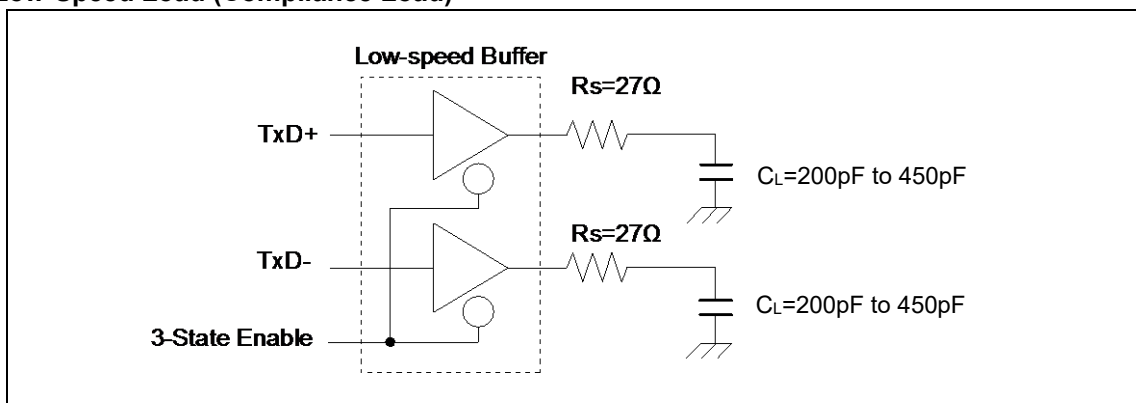 Low-Speed Load (Compliance Load)
Low-speed Buffer
Rs=27Ω
TxD+
CL=200pF to 450pF
Rs=27Ω
TxD-
CL=200pF to 450pF
3-State Enable